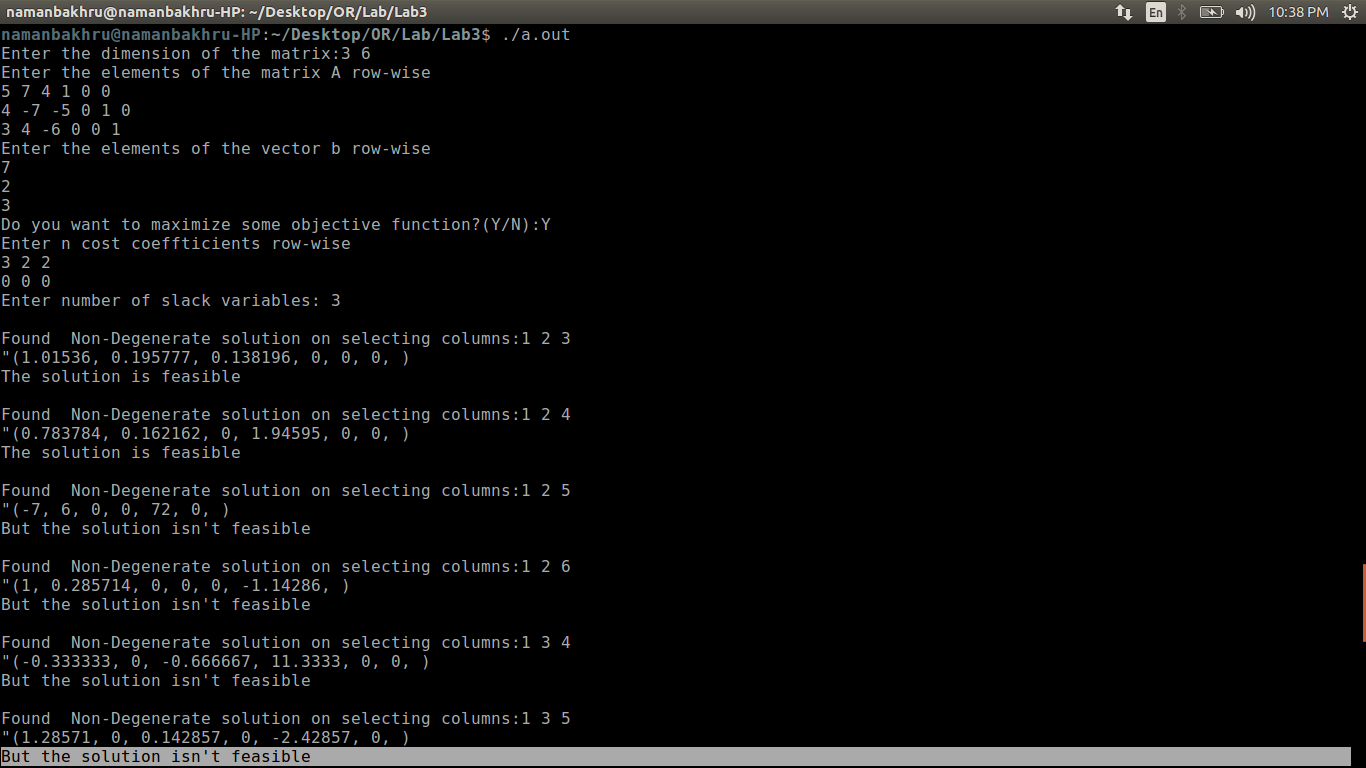 namanbakhru@namanbakhru-HP: ~/Desktop/OR/Lab/Lab3 En 10:38 PM
namanbakhru@namanbakhru-HP:~/Desktop/OR/Lab/Lab3$ ./a.out
Enter the dimension of the matrix:3 6
Enter the elements of the matrix A row-wise
5 7 4 1 0 0
4 -7 -5 0 1 0
3 4 -6 0 0 1
Enter the elements of the vector b row-wise
7
2
3
Do you want to maximize some objective function?(Y/N):Y
Enter n cost coeffticients row-wise
3 2 2
0 0 0
Enter number of slack variables: 3

Found  Non-Degenerate solution on selecting columns:1 2 3
"(1.01536, 0.195777, 0.138196, 0, 0, 0, )
The solution is feasible

Found  Non-Degenerate solution on selecting columns:1 2 4
"(0.783784, 0.162162, 0, 1.94595, 0, 0, )
The solution is feasible

Found  Non-Degenerate solution on selecting columns:1 2 5
"(-7, 6, 0, 0, 72, 0, )
But the solution isn't feasible

Found  Non-Degenerate solution on selecting columns:1 2 6
"(1, 0.285714, 0, 0, 0, -1.14286, )
But the solution isn't feasible

Found  Non-Degenerate solution on selecting columns:1 3 4
"(-0.333333, 0, -0.666667, 11.3333, 0, 0, )
But the solution isn't feasible

Found  Non-Degenerate solution on selecting columns:1 3 5
"(1.28571, 0, 0.142857, 0, -2.42857, 0, )
But the solution isn't feasible